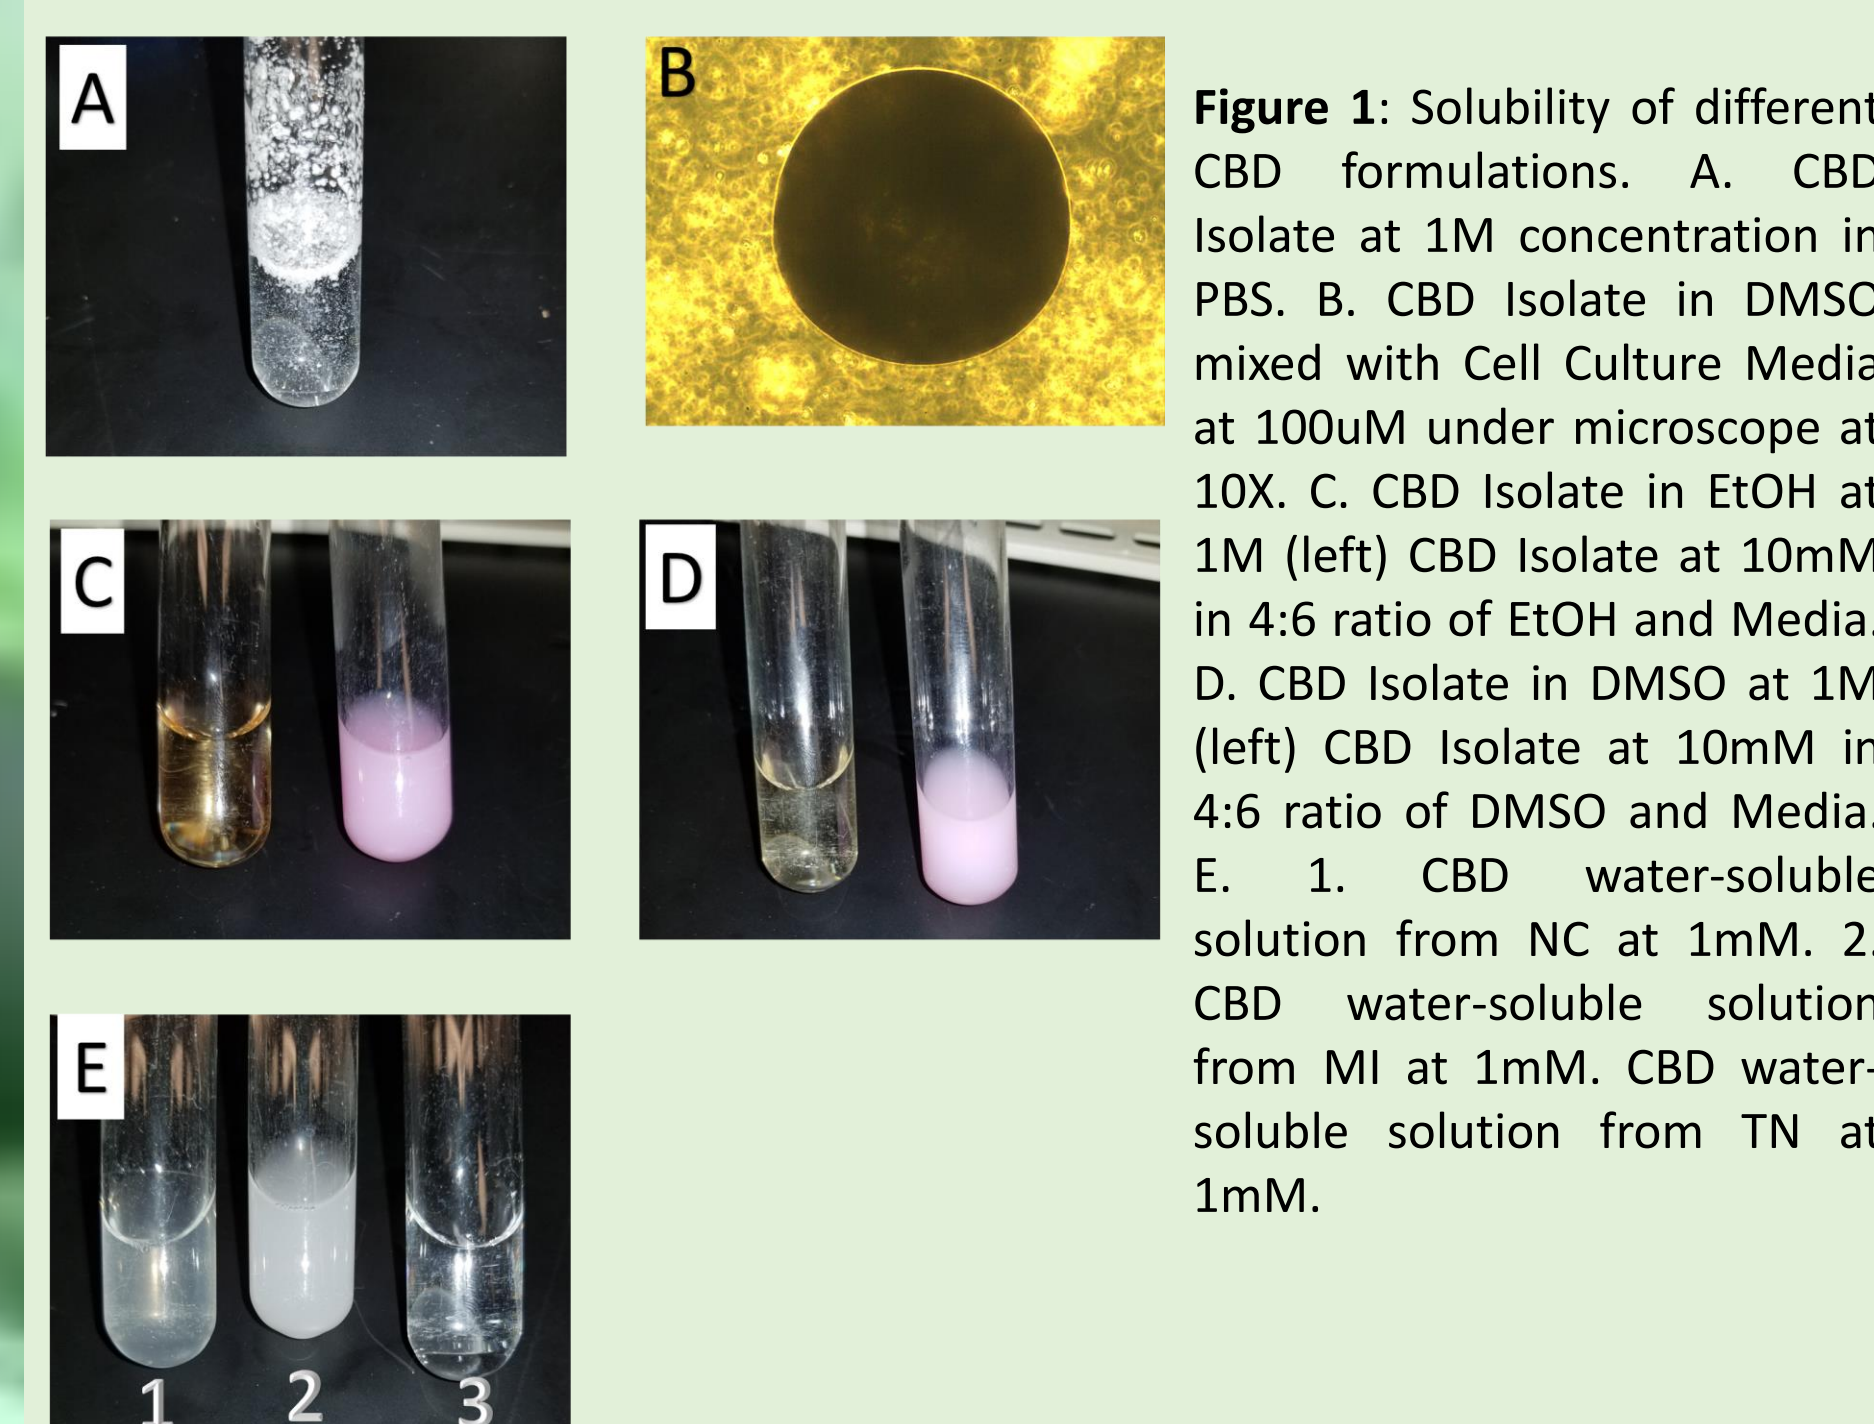 A
B
C
D
E
1
2
3
Figure 1: Solubility of different
CBD formulations. A. CBD
Isolate at 1M concentration in
PBS. B. CBD Isolate in DMSO
mixed with Cell Culture Media
at 100uM under microscope at
10X. C. CBD Isolate in EtOH at
1M (left) CBD Isolate at 10mM
in 4:6 ratio of EtOH and Media.
D. CBD Isolate in DMSO at 1M
(left) CBD Isolate at 10mM in
4:6 ratio of DMSO and Media.
E. 1. CBD water-soluble
solution from NC at 1mM. 2.
CBD water-soluble solution
from MI at 1mM. CBD water-
soluble solution from TN at
1mM.